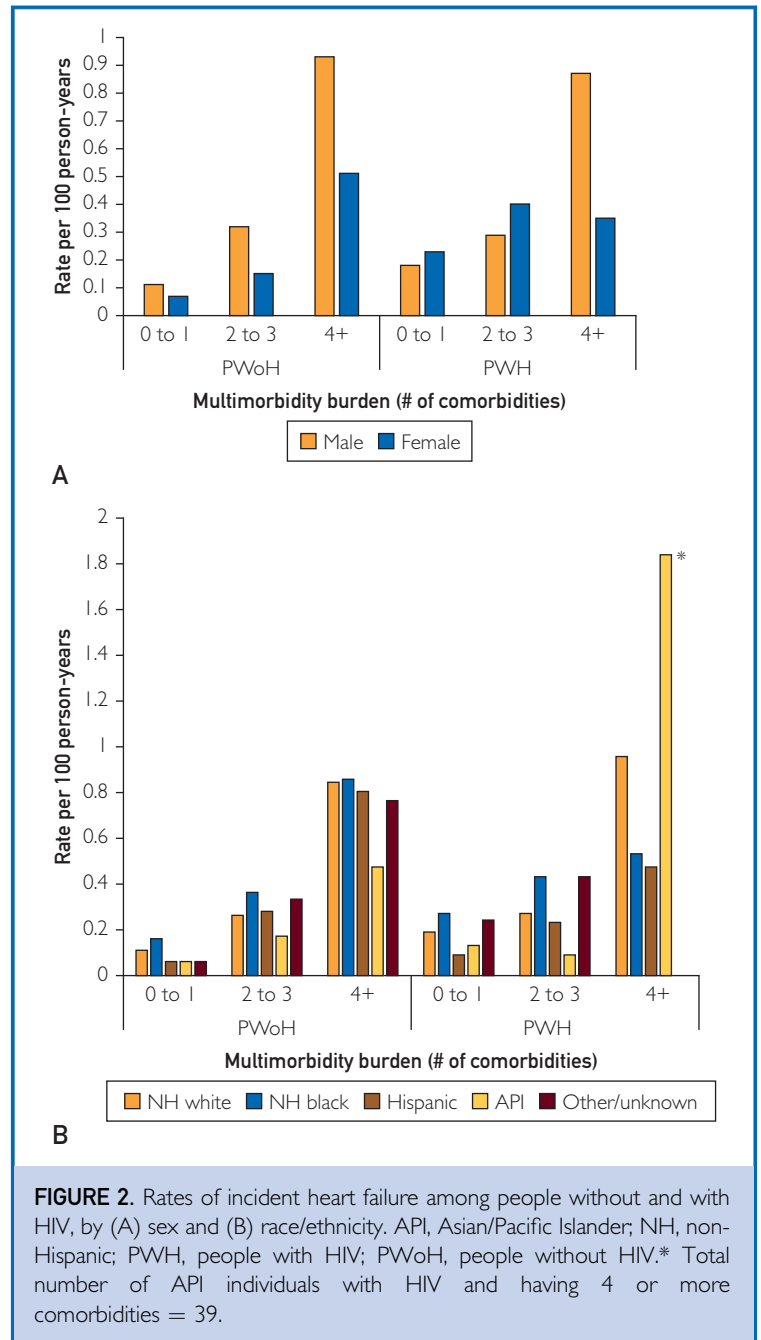 Rate per 100 person-years
1
0.9
0.8
0.7
0.6
0.5
0.4
0.3
0.2
0.1
0
0 to 1 2 to 3 4+ 0 to 1 2 to 3 4+
PWoH PWH
Multimorbidity burden (# of comorbidities)
Male Female
A
Rate per 100 person-years
2
1.8
1.6
1.4
1.2
1
0.8
0.6
0.4
0.2
0
*
0 to 1 2 to 3 4+ 0 to 1 2 to 3 4+
PWoH PWH
Multimorbidity burden (# of comorbidities)
NH white NH black Hispanic API Other/unknown
B
FIGURE 2. Rates of incident heart failure among people without and with
HIV, by (A) sex and (B) race/ethnicity. API, Asian/Pacific Islander; NH, non-
Hispanic; PWH, people with HIV; PWoH, people without HIV.* Total
number of API individuals with HIV and having 4 or more
comorbidities = 39.